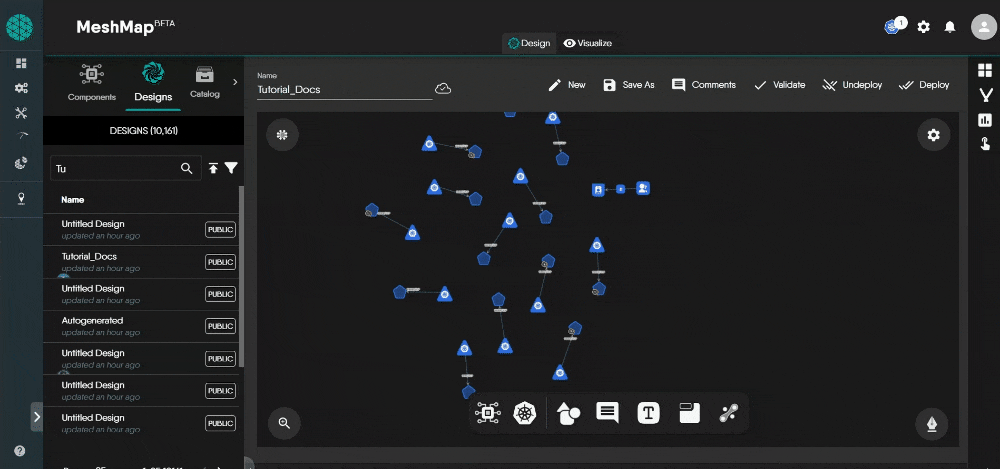 MeshMap BETA
1
Design
Visualize
Components
Designs
Catalog
DESIGNS (10,161)
Tu
Name
Untitled Design
updated an hour ago
PUBLIC
Tutorial_Docs
updated an hour ago
PUBLIC
Untitled Design
updated an hour ago
PUBLIC
Autogenerated
updated an hour ago
PUBLIC
Untitled Design
updated an hour ago
PUBLIC
Untitled Design
updated an hour ago
PUBLIC
Untitled Design
updated an hour ago
PUBLIC
Name
Tutorial_Docs
New
Save As
Comments
Validate
Undeploy
Deploy
T